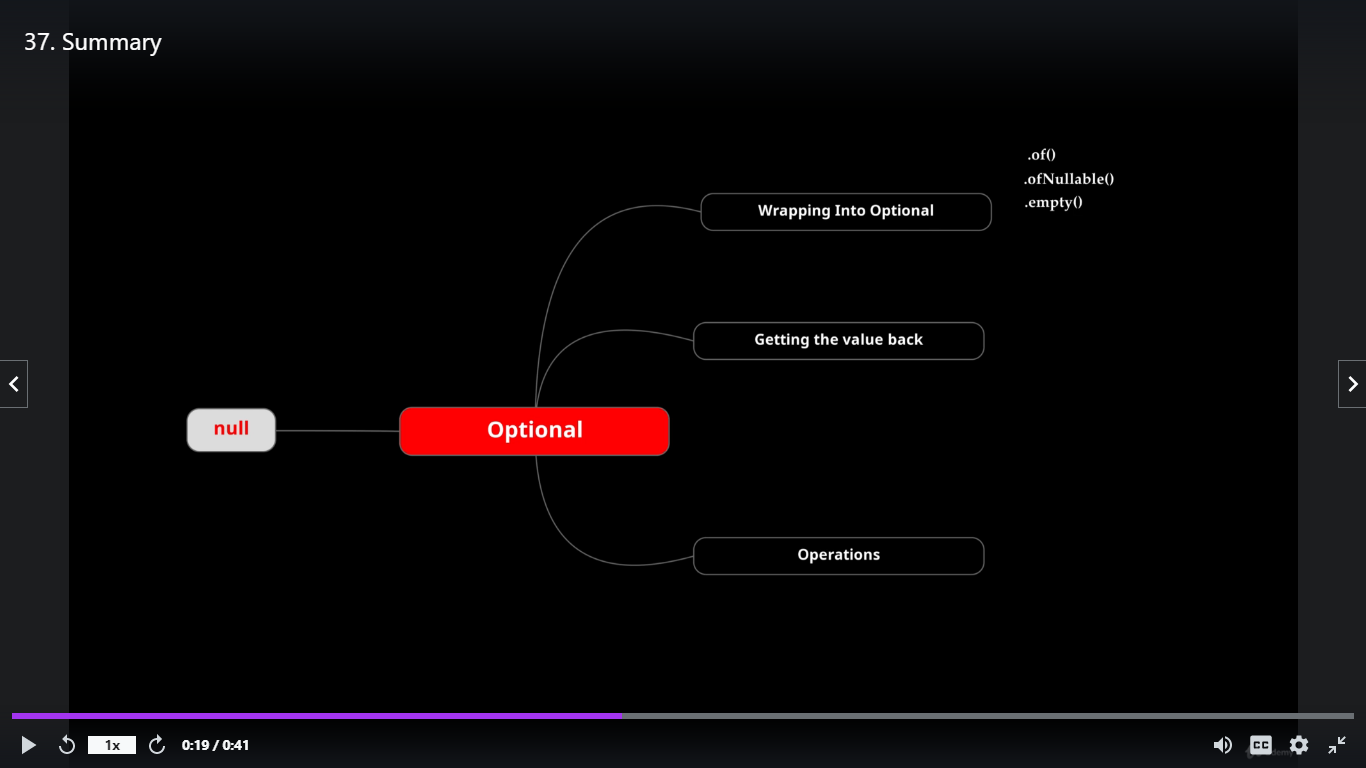 37. Summary
.of()
.ofNullable()
.empty()
Wrapping Into Optional
Getting the value back
null
Optional
Operations
1x
0:19 / 0:41
CC